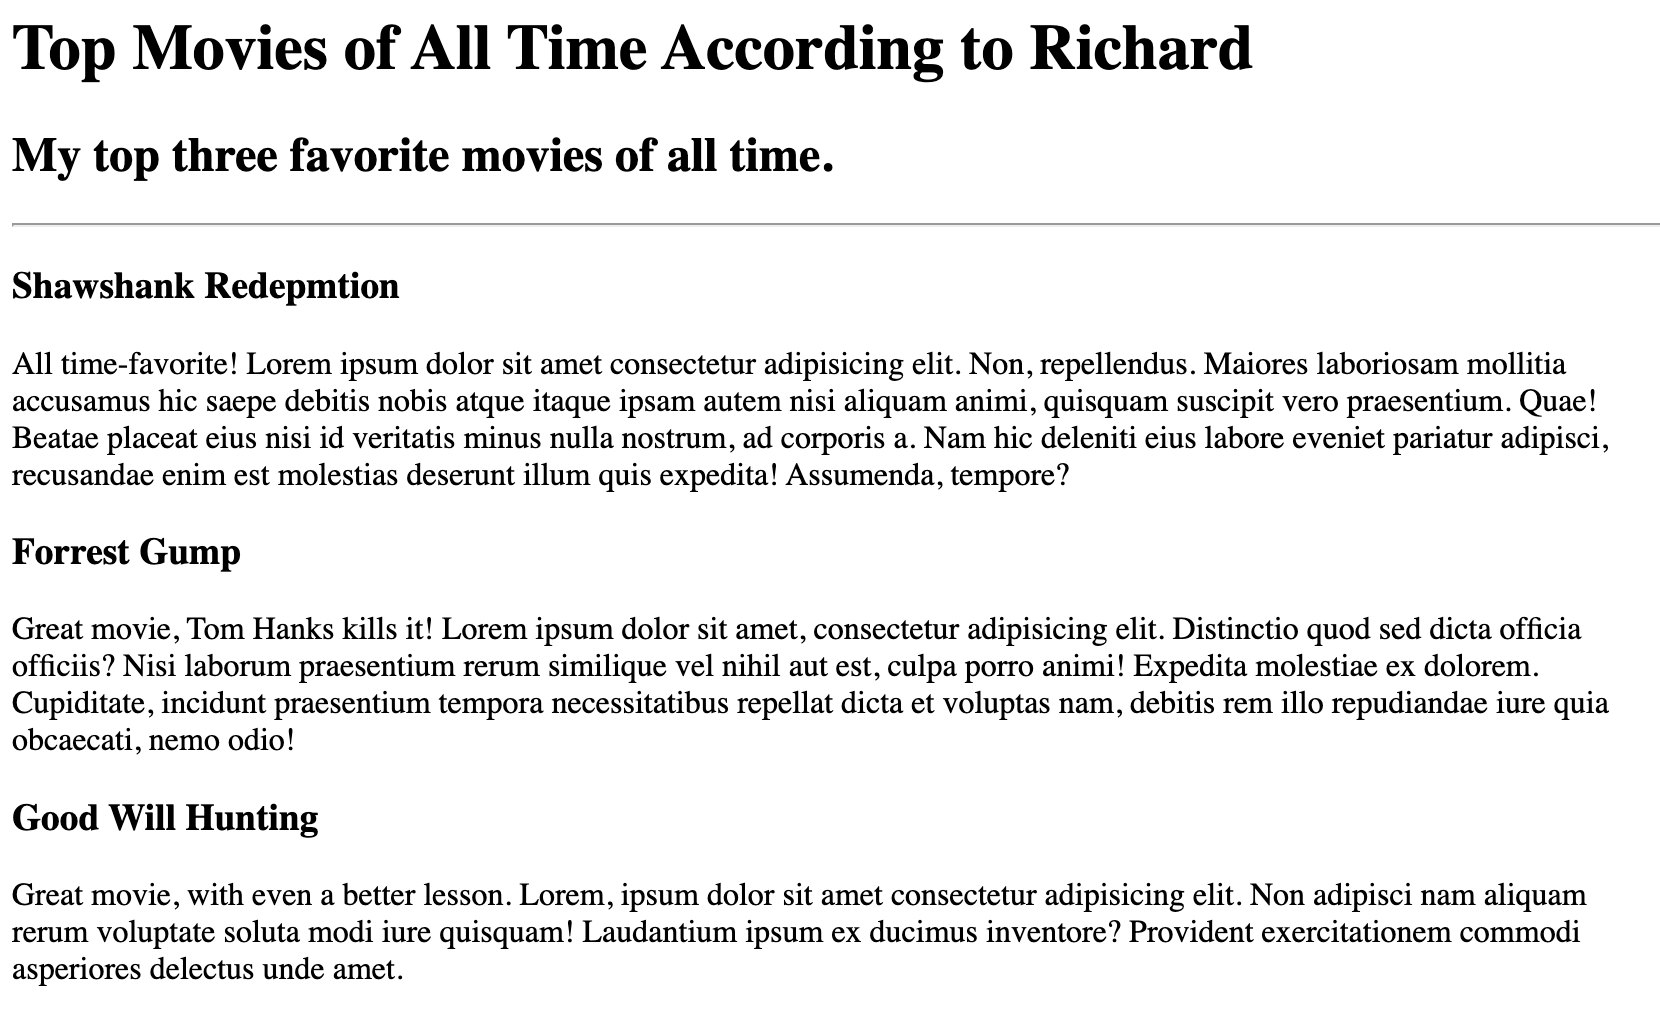 Top Movies of All Time According to Richard
My top three favorite movies of all time.
Shawshank Redepmtion
All time-favorite! Lorem ipsum dolor sit amet consectetur adipisicing elit. Non, repellendus. Maiores laboriosam mollitia
accusamus hic saepe debitis nobis atque itaque ipsam autem nisi aliquam animi, quisquam suscipit vero praesentium. Quae!
Beatae placeat eius nisi id veritatis minus nulla nostrum, ad corporis a. Nam hic deleniti eius labore eveniet pariatur adipisci,
recusandae enim est molestias deserunt illum quis expedita! Assumenda, tempore?
Forrest Gump
Great movie, Tom Hanks kills it! Lorem ipsum dolor sit amet, consectetur adipisicing elit. Distinctio quod sed dicta officia
officiis? Nisi laborum praesentium rerum similique vel nihil aut est, culpa porro animi! Expedita molestiae ex dolorem.
Cupiditate, incidunt praesentium tempora necessitatibus repellat dicta et voluptas nam, debitis rem illo repudiandae iure quia
obcaecati, nemo odio!
Good Will Hunting
Great movie, with even a better lesson. Lorem, ipsum dolor sit amet consectetur adipisicing elit. Non adipisci nam aliquam
rerum voluptate soluta modi iure quisquam! Laudantium ipsum ex ducimus inventore? Provident exercitationem commodi
asperiores delectus unde amet.